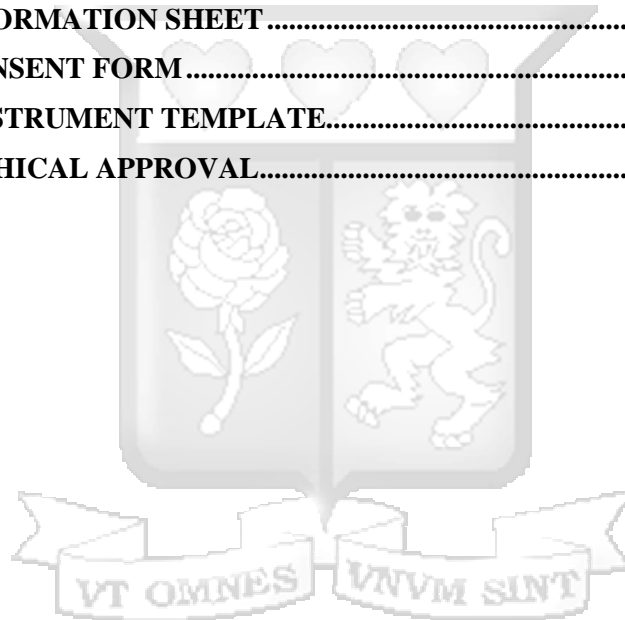 ORMATION SHEET
NSENT FORM
STRUMENT TEMPLATE
HICAL APPROVAL
VT OMNES VNVM SINT